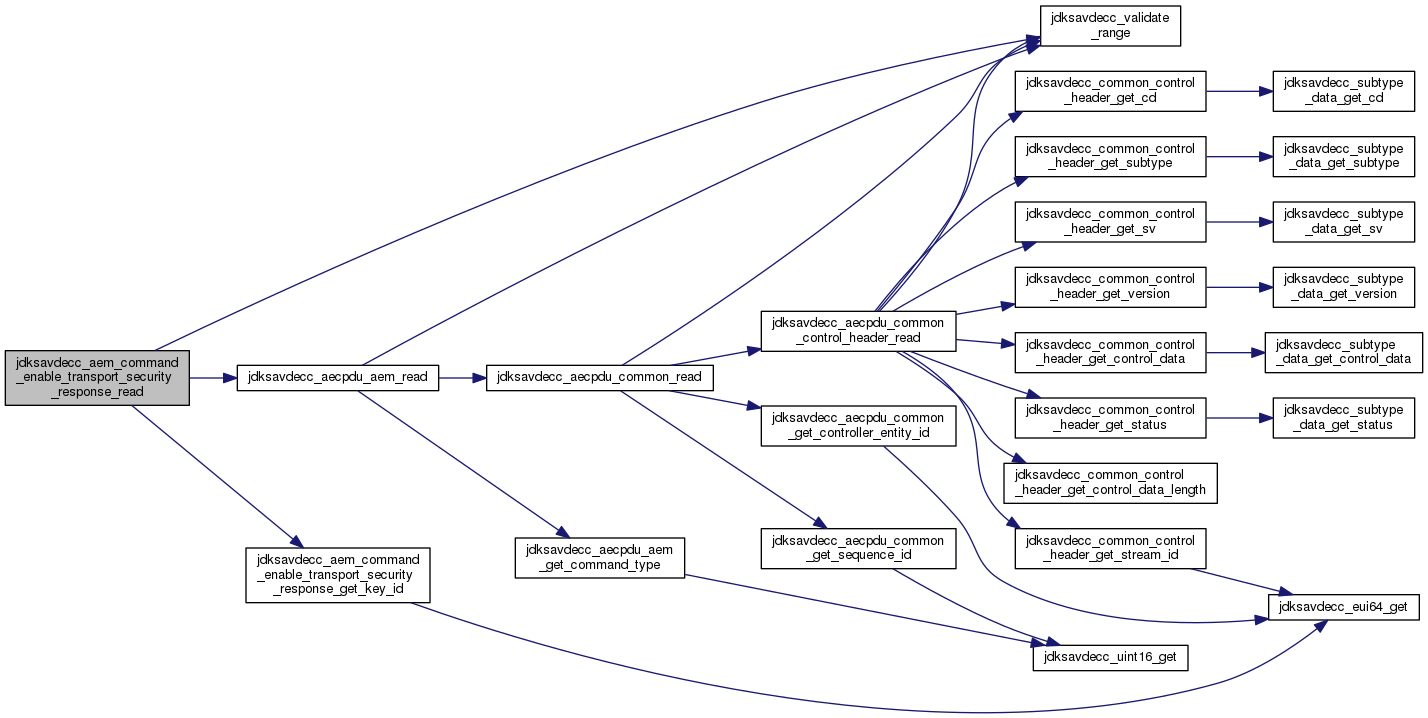 jdksavdecc_aem_command
_enable_transport_security
_response_read
jdksavdecc_aecpdu_aem_read
jdksavdecc_aem_command
_enable_transport_security
_response_get_key_id
jdksavdecc_aecpdu_common_read
jdksavdecc_aecpdu_aem
_get_command_type
jdksavdecc_aecpdu_common
_control_header_read
jdksavdecc_aecpdu_common
_get_controller_entity_id
jdksavdecc_aecpdu_common
_get_sequence_id
jdksavdecc_validate
_range
jdksavdecc_common_control
_header_get_cd
jdksavdecc_common_control
_header_get_subtype
jdksavdecc_common_control
_header_get_sv
jdksavdecc_common_control
_header_get_version
jdksavdecc_common_control
_header_get_control_data
jdksavdecc_common_control
_header_get_status
jdksavdecc_common_control
_header_get_control_data_length
jdksavdecc_common_control
_header_get_stream_id
jdksavdecc_uint16_get
jdksavdecc_subtype
_data_get_cd
jdksavdecc_subtype
_data_get_subtype
jdksavdecc_subtype
_data_get_sv
jdksavdecc_subtype
_data_get_version
jdksavdecc_subtype
_data_get_control_data
jdksavdecc_subtype
_data_get_status
jdksavdecc_eui64_get